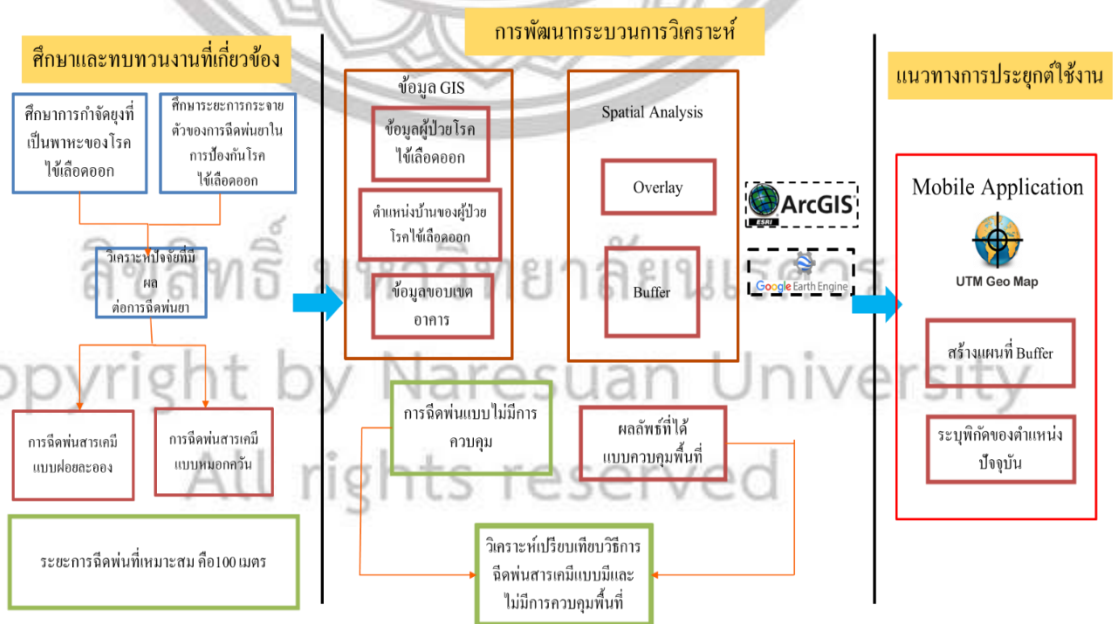 ศึกษาและทบทวนงานที่เกี่ยวข้อง
ศึกษาการกำจัดยุงที่
เป็นพาหะของโรค
ไข้เลือดออก
ศึกษาระยะการกระจาย
ตัวของการฉีดพ่นยาใน
การป้องกันโรค
ไข้เลือดออก
วิเคราะห์ปัจจัยที่มี
ผล
ต่อการฉีดพ่นยา
การฉีดพ่นสารเคมี
แบบฝอยละออง
การฉีดพ่นสารเคมี
แบบหมอกควัน
ระยะการฉีดพ่นที่เหมาะสม คือ100 เมตร
การพัฒนากระบวนการวิเคราะห์
ข้อมูล GIS
ข้อมูลผู้ป่วยโรค
ไข้เลือดออก
ตำแหน่งบ้านของผู้ป่วย
โรคไข้เลือดออก
ข้อมูลขอบเขต
อาคาร
Spatial Analysis
Overlay
Buffer
ArcGIS
ESRI
Google Earth Engine
การฉีดพ่นแบบไม่มีการ
ควบคุม
ผลลัพธ์ที่ได้
แบบควบคุมพื้นที่
วิเคราะห์เปรียบเทียบวิธีการ
ฉีดพ่นสารเคมีแบบมีและ
ไม่มีการควบคุมพื้นที่
แนวทางการประยุกต์ใช้งาน
Mobile Application
UTM Geo Map
สร้างแผนที่ Buffer
ระบุพิกัดของตำแหน่ง
ปัจจุบัน
ลิขสิทธิ์ มหาวิทยาลัยนเรศวร
opyright by Naresuan University
All rights reserved